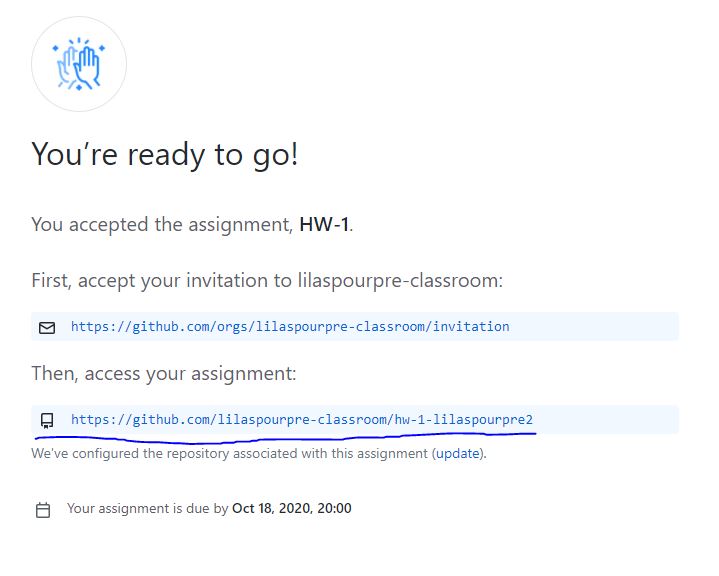 You’re ready to go!
You accepted the assignment, HW-1.
First, accept your invitation to lilaspourpre-classroom:
https://github.com/orgs/lilaspourpre-classroom/invitation
Then, access your assignment:
https://github.com/lilaspourpre-classroom/hw-1-lilaspourpre2
We’ve configured the repository associated with this assignment (update).
Your assignment is due by Oct 18, 2020, 20:00